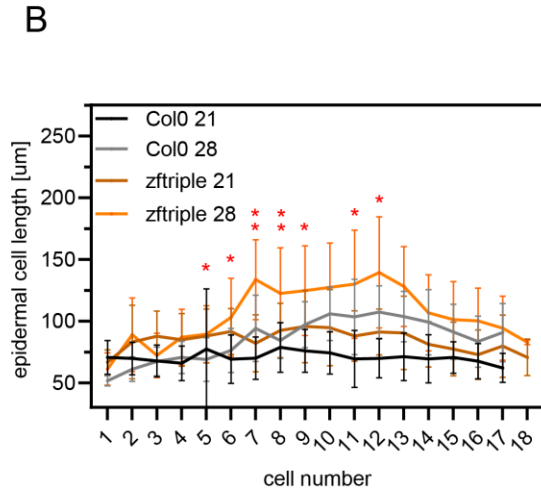 B
Col0 21
Col0 28
zftriple 21
zftriple 28
epidermal cell length [um]
250
200
150
100
50
* * * * * * * * *
1 2 3 4 5 6 7 8 9 10 11 12 13 14 15 16 17 18
cell number